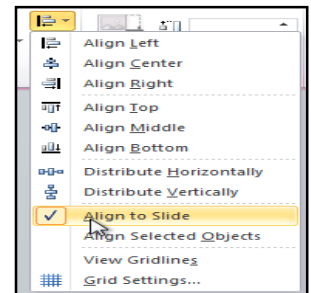 Align Left
Align Center
Align Right
Align Top
Align Middle
Align Bottom
Distribute Horizontally
Distribute Vertically
Align to Slide
Align Selected Objects
View Gridlines
Grid Settings...